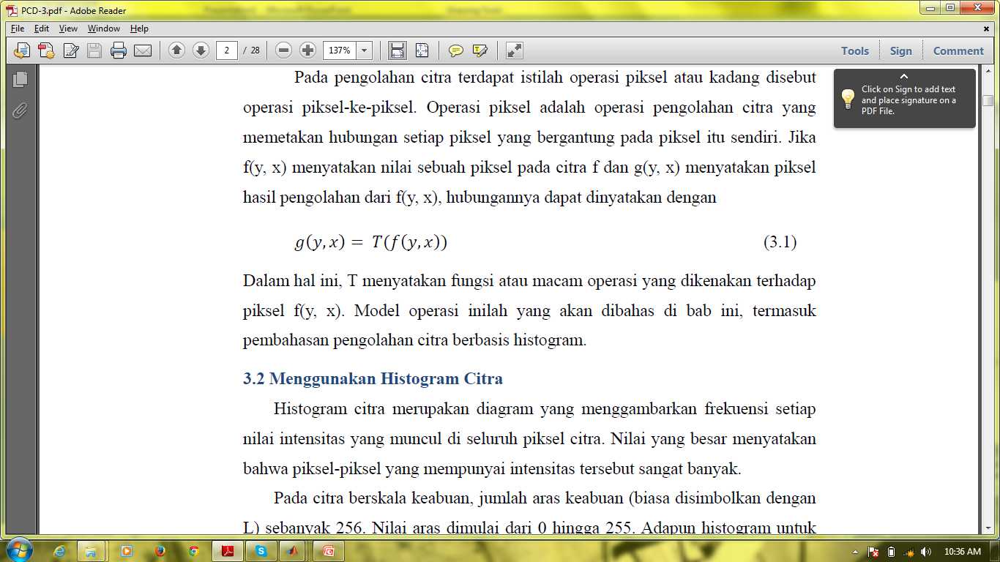 PCD-3.pdf - Adobe Reader
File Edit View Window Help
2 / 28
137%
Tools Sign Comment
Click on Sign to add text
and place signature on a
PDF File.
Pada pengolahan citra terdapat istilah operasi piksel atau kadang disebut
operasi piksel-ke-piksel. Operasi piksel adalah operasi pengolahan citra yang
memetakan hubungan setiap piksel yang bergantung pada piksel itu sendiri. Jika
f(y, x) menyatakan nilai sebuah piksel pada citra f dan g(y, x) menyatakan piksel
hasil pengolahan dari f(y, x), hubungannya dapat dinyatakan dengan
g(y, x) = T(f(y, x)) (3.1)
Dalam hal ini, T menyatakan fungsi atau macam operasi yang dikenakan terhadap
piksel f(y, x). Model operasi inilah yang akan dibahas di bab ini, termasuk
pembahasan pengolahan citra berbasis histogram.
3.2 Menggunakan Histogram Citra
Histogram citra merupakan diagram yang menggambarkan frekuensi setiap
nilai intensitas yang muncul di seluruh piksel citra. Nilai yang besar menyatakan
bahwa piksel-piksel yang mempunyai intensitas tersebut sangat banyak.
Pada citra berskala keabuan, jumlah aras keabuan (biasa disimbolkan dengan
L) sebanyak 256. Nilai aras dimulai dari 0 hingga 255. Adapun histogram untuk
10:36 AM